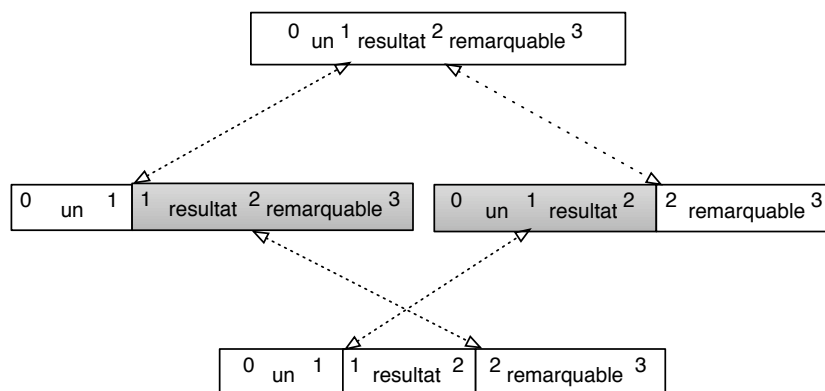 0 un 1 resultat 2 remarquable 3
0 un 1 1 resultat 2 remarquable 3
0 un 1 resultat 2 2 remarquable 3
0 un 1 1 resultat 2 2 remarquable 3